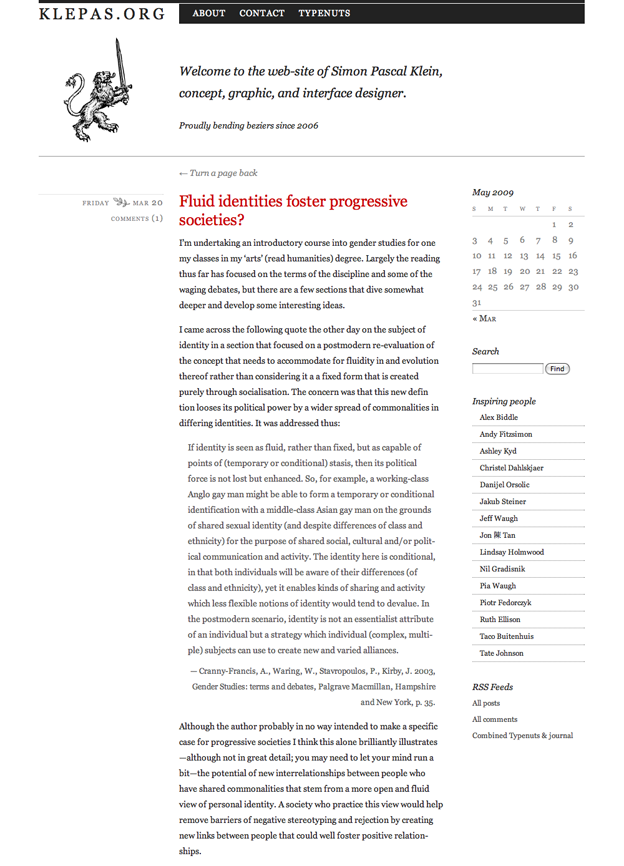 KLEPAS.ORG
ABOUT CONTACT TYPENUTS
Welcome to the web-site of Simon Pascal Klein,
concept, graphic, and interface designer.
Proudly bending beziers since 2006
← Turn a page back
FRIDAY MAR 20
COMMENTS (1)
Fluid identities foster progressive
societies?
I'm undertaking an introductory course into gender studies for one
my classes in my ‘arts’ (read humanities) degree. Largely the reading
thus far has focused on the terms of the discipline and some of the
waging debates, but there are a few sections that dive somewhat
deeper and develop some interesting ideas.
I came across the following quote the other day on the subject of
identity in a section that focused on a postmodern re-evaluation of
the concept that needs to accommodate for fluidity in and evolution
thereof rather than considering it a a fixed form that is created
purely through socialisation. The concern was that this new defin
tion looses its political power by a wider spread of commonalities in
differing identities. It was addressed thus:
If identity is seen as fluid, rather than fixed, but as capable of
points of (temporary or conditional) stasis, then its political
force is not lost but enhanced. So, for example, a working-class
Anglo gay man might be able to form a temporary or conditional
identification with a middle-class Asian gay man on the grounds
of shared sexual identity (and despite differences of class and
ethnicity) for the purpose of shared social, cultural and/or polit-
ical communication and activity. The identity here is conditional,
in that both individuals will be aware of their differences (of
class and ethnicity), yet it enables kinds of sharing and activity
which less flexible notions of identity would tend to devalue. In
the postmodern scenario, identity is not an essentialist attribute
of an individual but a strategy which individual (complex, multi-
ple) subjects can use to create new and varied alliances.
— Cranny-Francis, A., Waring, W., Stavropoulos, P., Kirby, J. 2003,
Gender Studies: terms and debates, Palgrave Macmillan, Hampshire
and New York, p. 35.
Although the author probably in no way intended to make a specific
case for progressive societies I think this alone brilliantly illustrates
—although not in great detail; you may need to let your mind run a
bit—the potential of new interrelationships between people who
have shared commonalities that stem from a more open and fluid
view of personal identity. A society who practice this view would help
remove barriers of negative stereotyping and rejection by creating
new links between people that could well foster positive relation-
ships.
May 2009
S M T W T F S
1 2
3 4 5 6 7 8 9
10 11 12 13 14 15 16
17 18 19 20 21 22 23
24 25 26 27 28 29 30
31
« MAR
Search
Find
Inspiring people
Alex Biddle
Andy Fitzsimon
Ashley Kyd
Christel Dahlskjaer
Danijel Orsolic
Jakub Steiner
Jeff Waugh
Jon 陳 Tan
Lindsay Holmwood
Nil Gradisnik
Pia Waugh
Piotr Fedorczyk
Ruth Ellison
Taco Buitenhuis
Tate Johnson
RSS Feeds
All posts
All comments
Combined Typenuts & journal